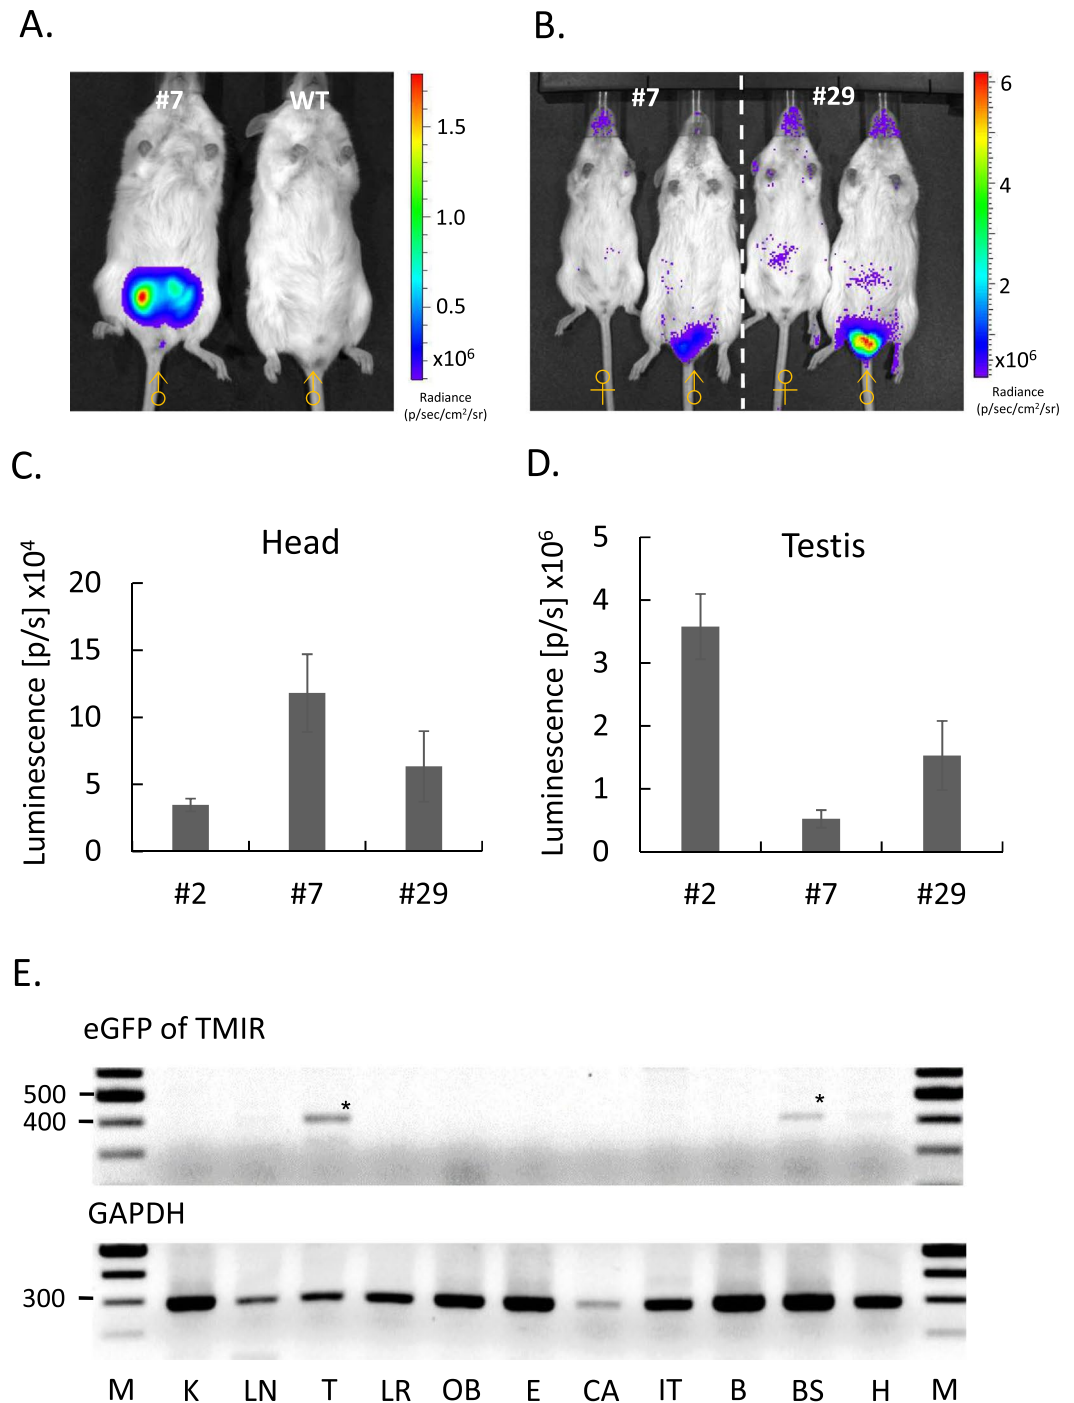 A.
B.
#7 WT
1.5
1.0
0.5
x10⁶
Radiance
(p/sec/cm²/sr)
#7 #29
6
4
2
x10⁶
Radiance
(p/sec/cm²/sr)
♂ ♂
♀ ♂ ♀ ♂
C.
D.
Head
Luminescence [p/s] x10⁴
20
15
10
5
0
#2 #7 #29
Testis
Luminescence [p/s] x10⁶
5
4
3
2
1
0
#2 #7 #29
E.
eGFP of TMIR
500
400
* *
GAPDH
300
M K LN T LR OB E CA IT B BS H M